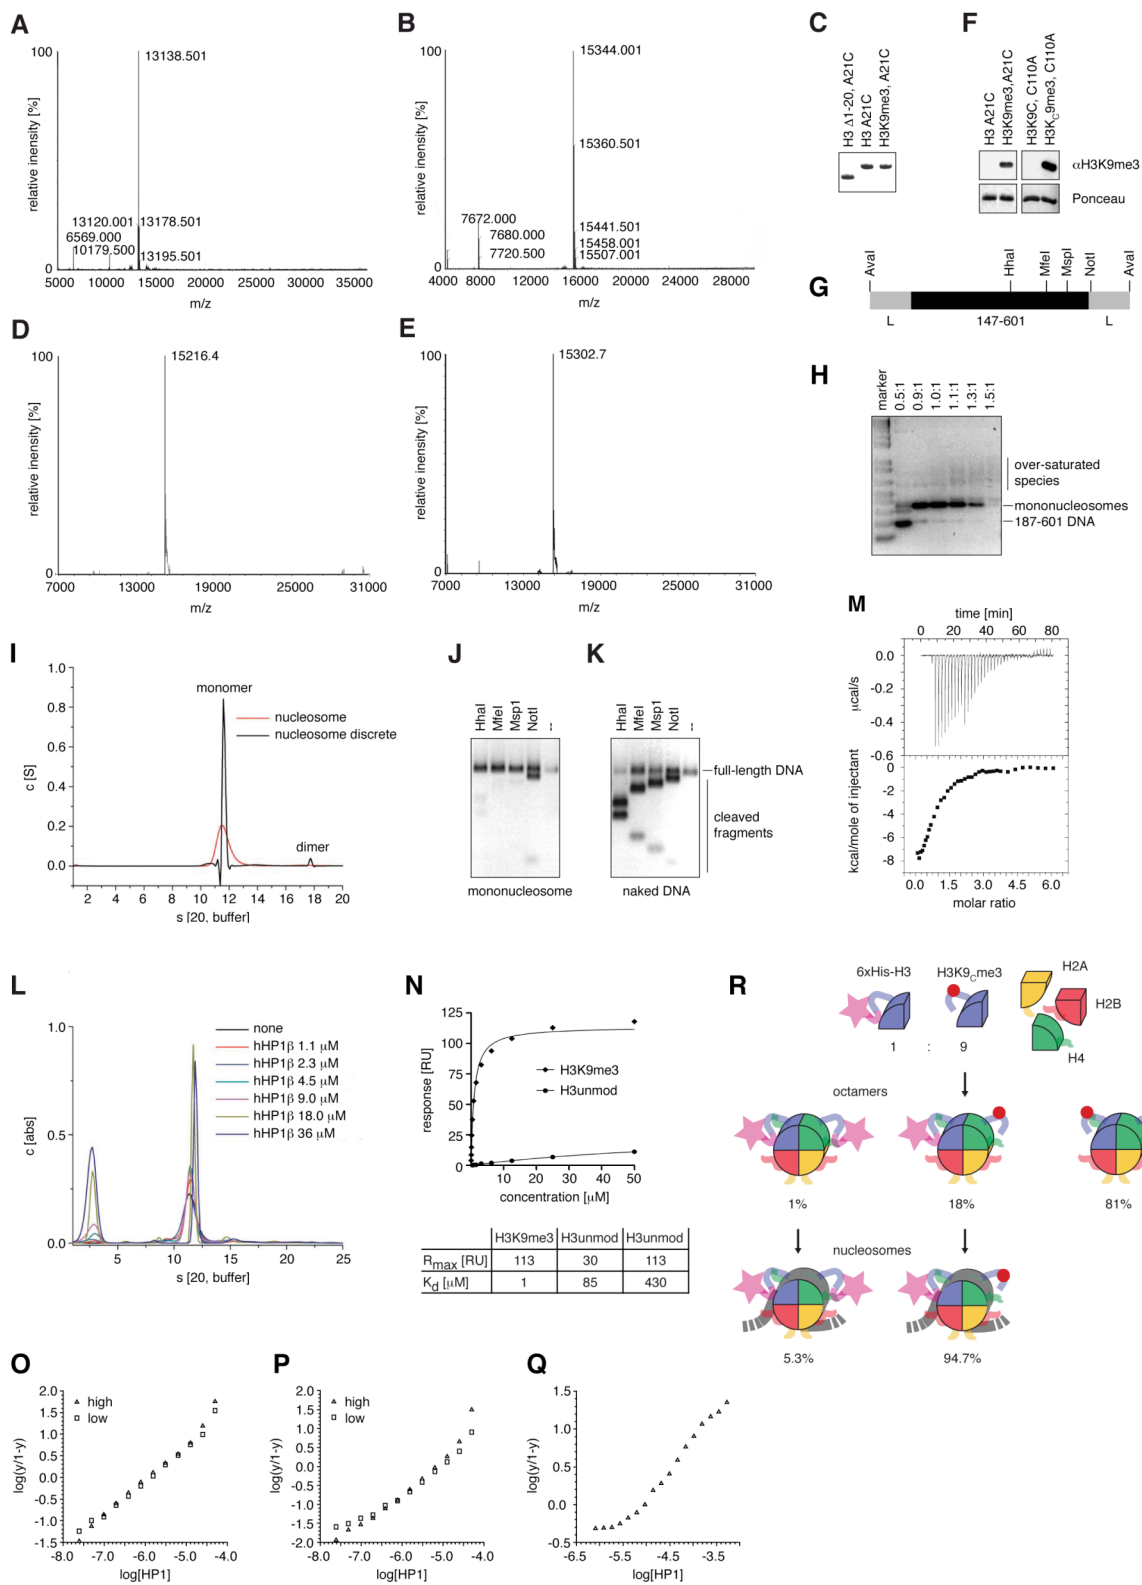 A
100
13138.501
relative inensity [%]
13120.001
13178.501
6569.000
10179.500
13195.501
0
5000 10000 15000 20000 25000 30000 35000
m/z
B
100
15344.001
15360.501
relative inensity [%]
7672.000
7680.000
7720.500
15441.501
15458.001
15507.001
0
4000 8000 12000 16000 20000 24000 28000
m/z
C
H3 Δ1-20, A21C
H3 A21C
H3K9me3, A21C
F
H3 A21C
H3K9me3,A21C
H3K9C, C110A
H3KC9me3, C110A
αH3K9me3
Ponceau
G
AvaI
HhaI
MfeI
MspI
NotI
AvaI
L
147-601
L
D
100
15216.4
relative inensity [%]
0
7000 13000 19000 25000 31000
m/z
E
100
15302.7
relative inensity [%]
0
7000 13000 19000 25000 31000
m/z
H
marker
0.5:1
0.9:1
1.0:1
1.1:1
1.3:1
1.5:1
over-saturated
species
mononucleosomes
187-601 DNA
I
1.0
0.8
0.6
0.4
0.2
0.0
c [S]
monomer
nucleosome
nucleosome discrete
dimer
2 4 6 8 10 12 14 16 18 20
s [20, buffer]
J
HhaI
MfeI
Msp1
NotI
--
mononucleosome
K
HhaI
MfeI
Msp1
NotI
--
full-length DNA
cleaved
fragments
naked DNA
M
time [min]
0 10 20 30 40 50 60 70 80
0.0
-0.2
-0.4
-0.6
µcal/s
0
-2
-4
-6
-8
kcal/mole of injectant
0.0 1.5 3.0 4.5 6.0
molar ratio
L
1.0
0.5
0.0
c [abs]
none
hHP1β 1.1 µM
hHP1β 2.3 µM
hHP1β 4.5 µM
hHP1β 9.0 µM
hHP1β 18.0 µM
hHP1β 36 µM
5 10 15 20 25
s [20, buffer]
N
125
100
75
50
25
0
response [RU]
H3K9me3
H3unmod
0 10 20 30 40 50
concentration [µM]
H3K9me3 H3unmod H3unmod
Rmax [RU] 113 30 113
Kd [µM] 1 85 430
R
6xHis-H3
H3K9Cme3
H2A
H2B
H4
1 : 9
octamers
1%
18%
81%
nucleosomes
5.3%
94.7%
O
2.0
1.5
1.0
0.5
0.0
-0.5
-1.0
-1.5
log(y/1-y)
high
low
-8.0 -7.0 -6.0 -5.0 -4.0
log[HP1]
P
2.0
1.5
1.0
0.5
0.0
-0.5
-1.0
-1.5
-2.0
log(y/1-y)
high
low
-8.0 -7.0 -6.0 -5.0 -4.0
log[HP1]
Q
1.5
1.0
0.5
0.0
-0.5
log(y/1-y)
-6.5 -5.5 -4.5 -3.5
log[HP1]